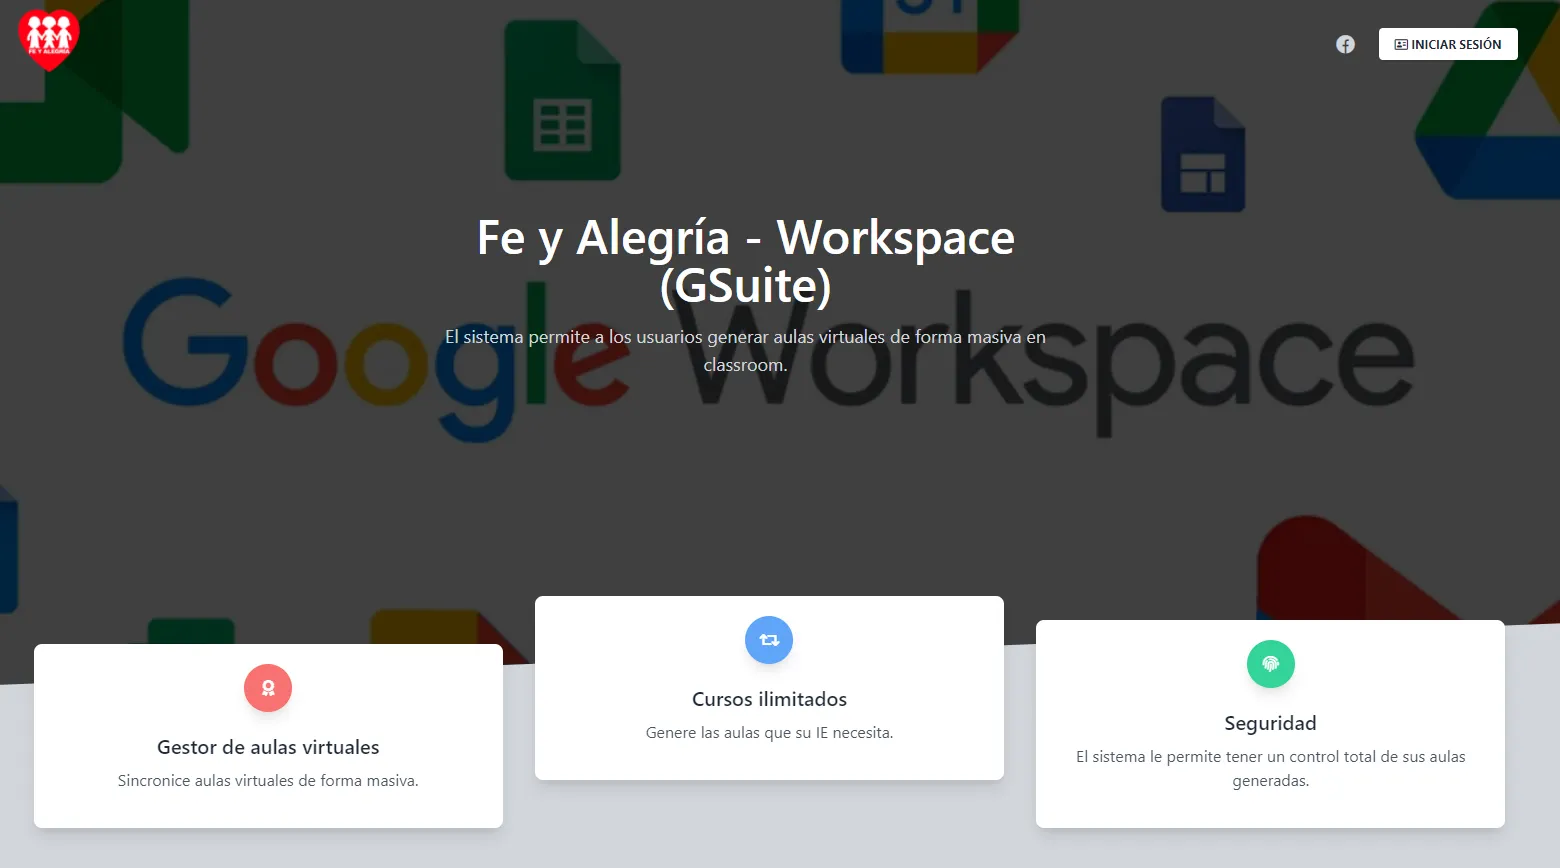 FE Y ALEGRÍA
INICIAR SESIÓN
Fe y Alegría - Workspace
(GSuite)
El sistema permite a los usuarios generar aulas virtuales de forma masiva en
classroom.
Google Workspace
Cursos ilimitados
Genere las aulas que su IE necesita.
Seguridad
El sistema le permite tener un control total de sus aulas
generadas.
Gestor de aulas virtuales
Sincronice aulas virtuales de forma masiva.